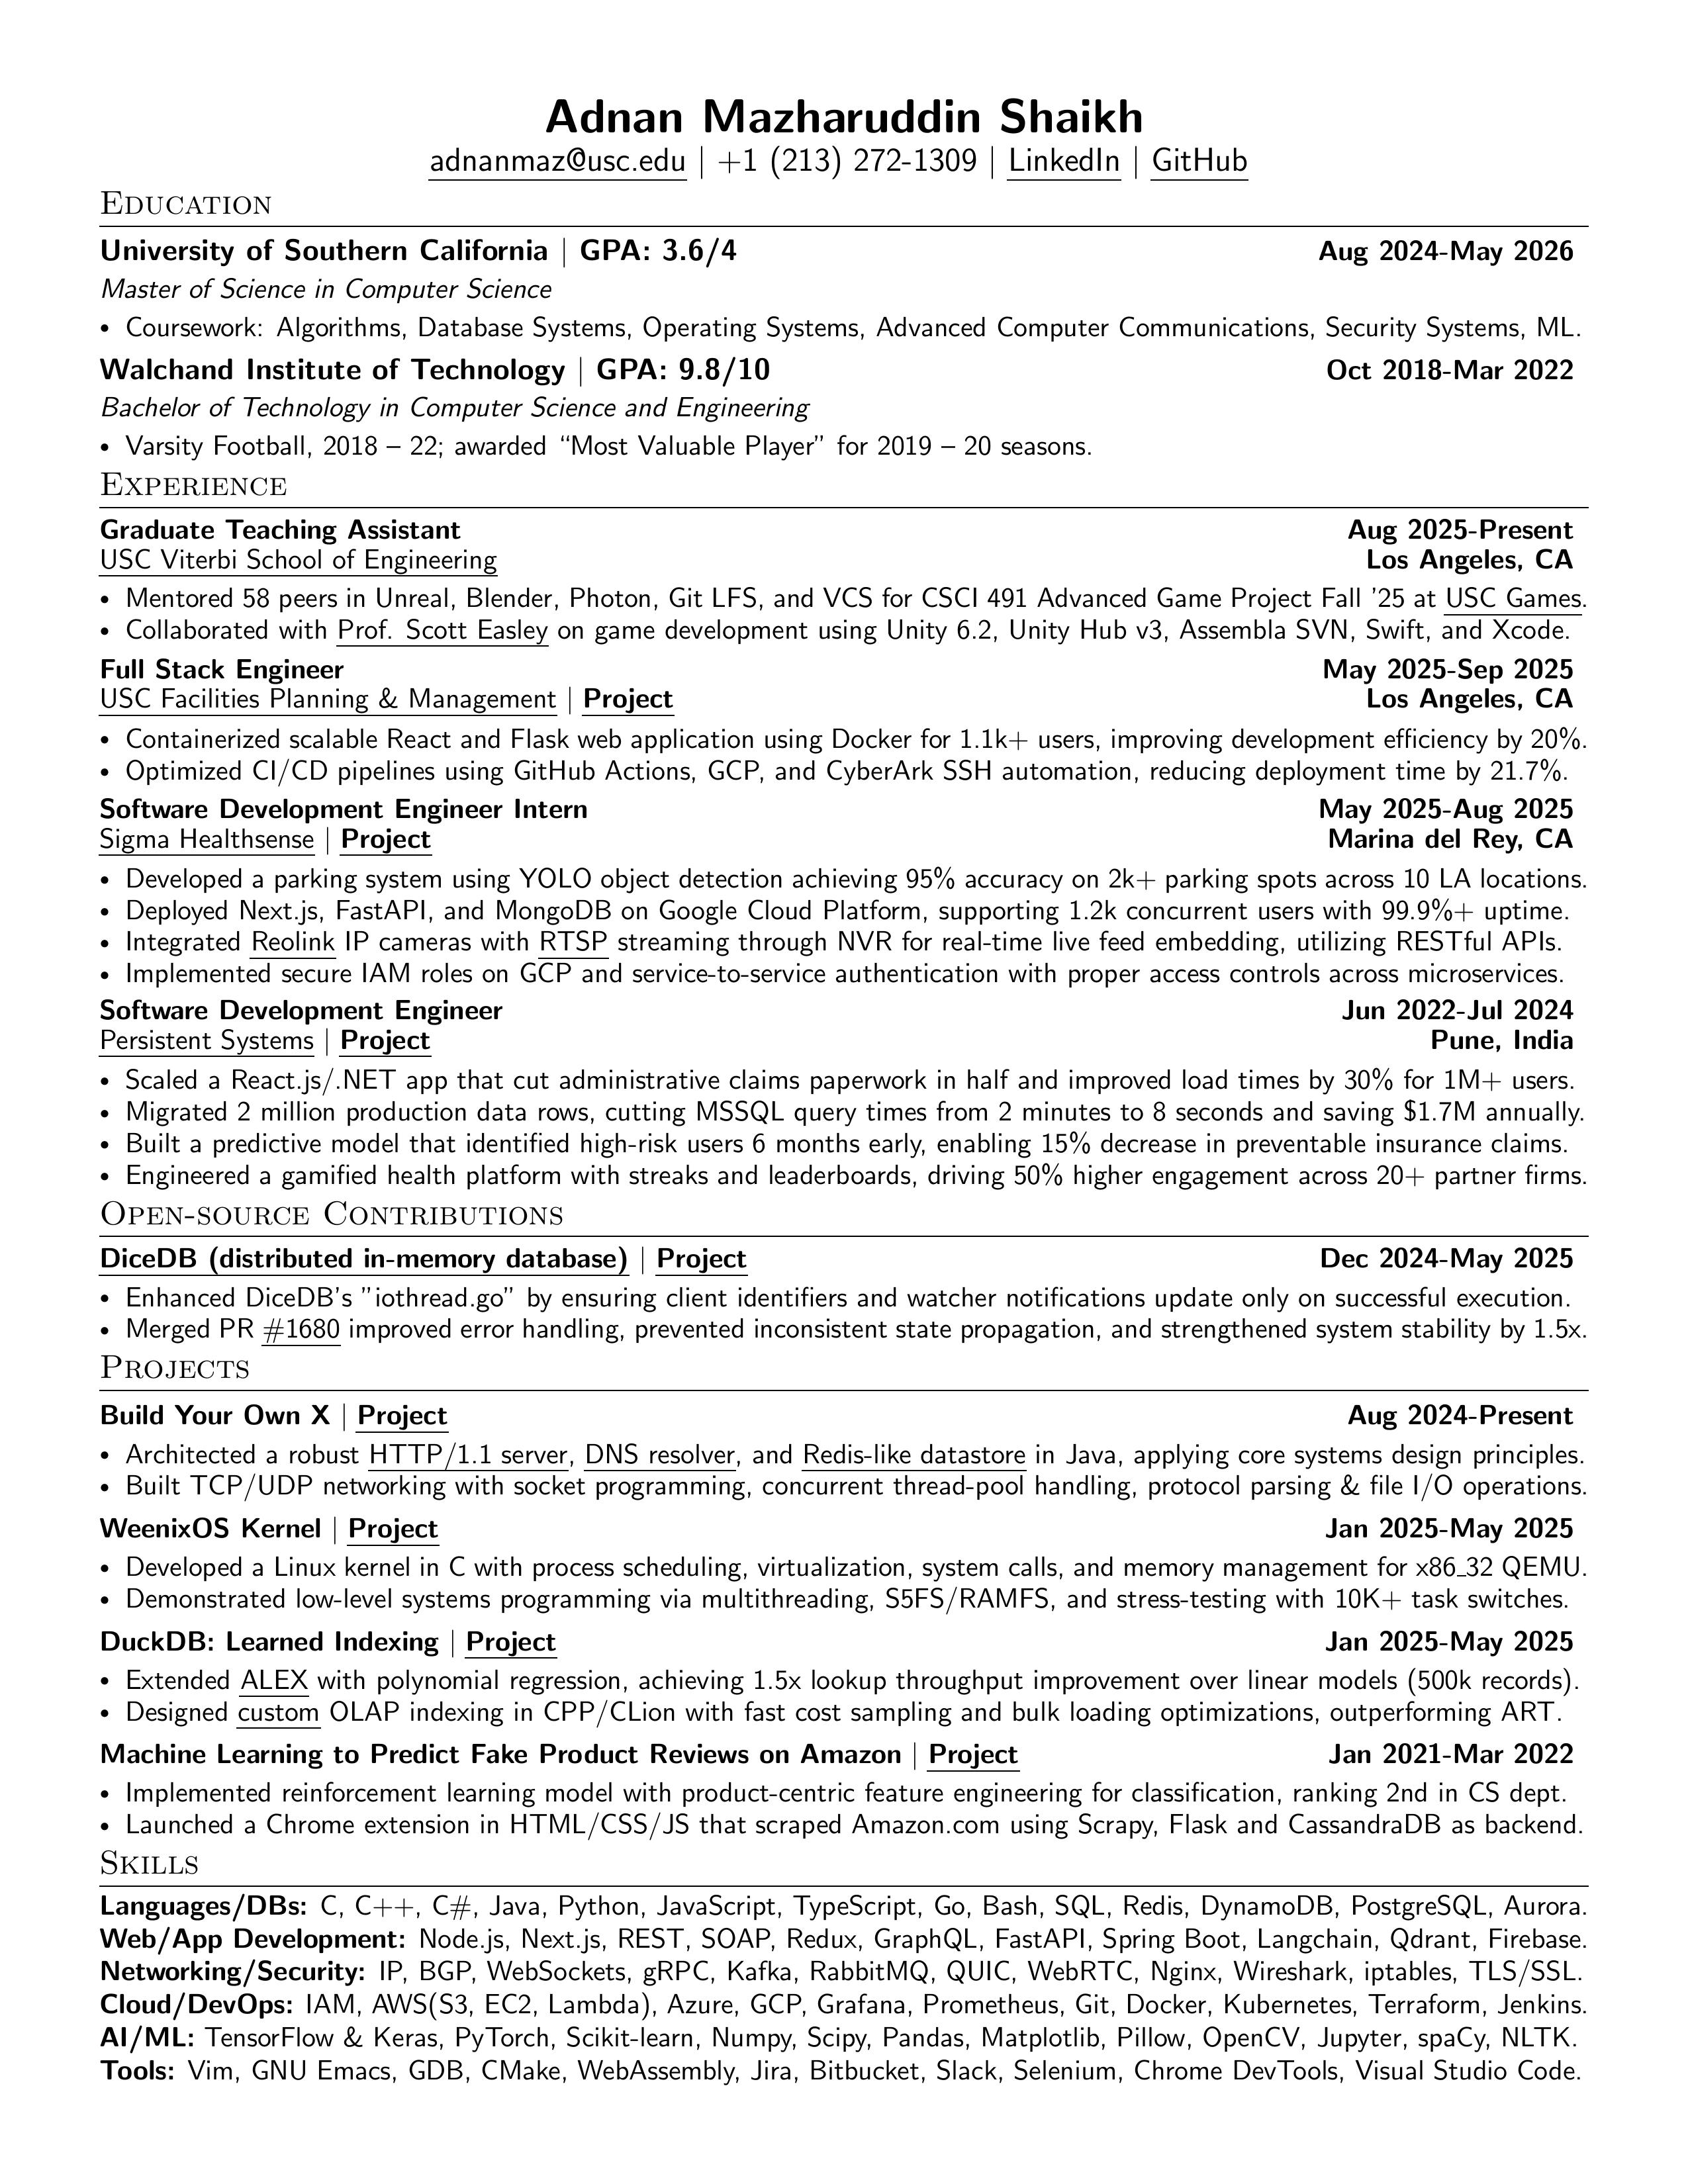 Adnan Mazharuddin Shaikh
adnanmaz@usc.edu | +1 (213) 272-1309 | LinkedIn | GitHub
Education
University of Southern California | GPA: 3.6/4 Aug 2024-May 2026
Master of Science in Computer Science
• Coursework: Algorithms, Database Systems, Operating Systems, Advanced Computer Communications, Security Systems, ML.
Walchand Institute of Technology | GPA: 9.8/10 Oct 2018-Mar 2022
Bachelor of Technology in Computer Science and Engineering
• Varsity Football, 2018 – 22; awarded “Most Valuable Player” for 2019 – 20 seasons.
Experience
Graduate Teaching Assistant Aug 2025-Present
USC Viterbi School of Engineering Los Angeles, CA
• Mentored 58 peers in Unreal, Blender, Photon, Git LFS, and VCS for CSCI 491 Advanced Game Project Fall ’25 at USC Games.
• Collaborated with Prof. Scott Easley on game development using Unity 6.2, Unity Hub v3, Assembla SVN, Swift, and Xcode.
Full Stack Engineer May 2025-Sep 2025
USC Facilities Planning & Management | Project Los Angeles, CA
• Containerized scalable React and Flask web application using Docker for 1.1k+ users, improving development efficiency by 20%.
• Optimized CI/CD pipelines using GitHub Actions, GCP, and CyberArk SSH automation, reducing deployment time by 21.7%.
Software Development Engineer Intern May 2025-Aug 2025
Sigma Healthsense | Project Marina del Rey, CA
• Developed a parking system using YOLO object detection achieving 95% accuracy on 2k+ parking spots across 10 LA locations.
• Deployed Next.js, FastAPI, and MongoDB on Google Cloud Platform, supporting 1.2k concurrent users with 99.9%+ uptime.
• Integrated Reolink IP cameras with RTSP streaming through NVR for real-time live feed embedding, utilizing RESTful APIs.
• Implemented secure IAM roles on GCP and service-to-service authentication with proper access controls across microservices.
Software Development Engineer Jun 2022-Jul 2024
Persistent Systems | Project Pune, India
• Scaled a React.js/.NET app that cut administrative claims paperwork in half and improved load times by 30% for 1M+ users.
• Migrated 2 million production data rows, cutting MSSQL query times from 2 minutes to 8 seconds and saving $1.7M annually.
• Built a predictive model that identified high-risk users 6 months early, enabling 15% decrease in preventable insurance claims.
• Engineered a gamified health platform with streaks and leaderboards, driving 50% higher engagement across 20+ partner firms.
Open-source Contributions
DiceDB (distributed in-memory database) | Project Dec 2024-May 2025
• Enhanced DiceDB’s ”iothread.go” by ensuring client identifiers and watcher notifications update only on successful execution.
• Merged PR #1680 improved error handling, prevented inconsistent state propagation, and strengthened system stability by 1.5x.
Projects
Build Your Own X | Project Aug 2024-Present
• Architected a robust HTTP/1.1 server, DNS resolver, and Redis-like datastore in Java, applying core systems design principles.
• Built TCP/UDP networking with socket programming, concurrent thread-pool handling, protocol parsing & file I/O operations.
WeenixOS Kernel | Project Jan 2025-May 2025
• Developed a Linux kernel in C with process scheduling, virtualization, system calls, and memory management for x86_32 QEMU.
• Demonstrated low-level systems programming via multithreading, S5FS/RAMFS, and stress-testing with 10K+ task switches.
DuckDB: Learned Indexing | Project Jan 2025-May 2025
• Extended ALEX with polynomial regression, achieving 1.5x lookup throughput improvement over linear models (500k records).
• Designed custom OLAP indexing in CPP/CLion with fast cost sampling and bulk loading optimizations, outperforming ART.
Machine Learning to Predict Fake Product Reviews on Amazon | Project Jan 2021-Mar 2022
• Implemented reinforcement learning model with product-centric feature engineering for classification, ranking 2nd in CS dept.
• Launched a Chrome extension in HTML/CSS/JS that scraped Amazon.com using Scrapy, Flask and CassandraDB as backend.
Skills
Languages/DBs: C, C++, C#, Java, Python, JavaScript, TypeScript, Go, Bash, SQL, Redis, DynamoDB, PostgreSQL, Aurora.
Web/App Development: Node.js, Next.js, REST, SOAP, Redux, GraphQL, FastAPI, Spring Boot, Langchain, Qdrant, Firebase.
Networking/Security: IP, BGP, WebSockets, gRPC, Kafka, RabbitMQ, QUIC, WebRTC, Nginx, Wireshark, iptables, TLS/SSL.
Cloud/DevOps: IAM, AWS(S3, EC2, Lambda), Azure, GCP, Grafana, Prometheus, Git, Docker, Kubernetes, Terraform, Jenkins.
AI/ML: TensorFlow & Keras, PyTorch, Scikit-learn, Numpy, Scipy, Pandas, Matplotlib, Pillow, OpenCV, Jupyter, spaCy, NLTK.
Tools: Vim, GNU Emacs, GDB, CMake, WebAssembly, Jira, Bitbucket, Slack, Selenium, Chrome DevTools, Visual Studio Code.